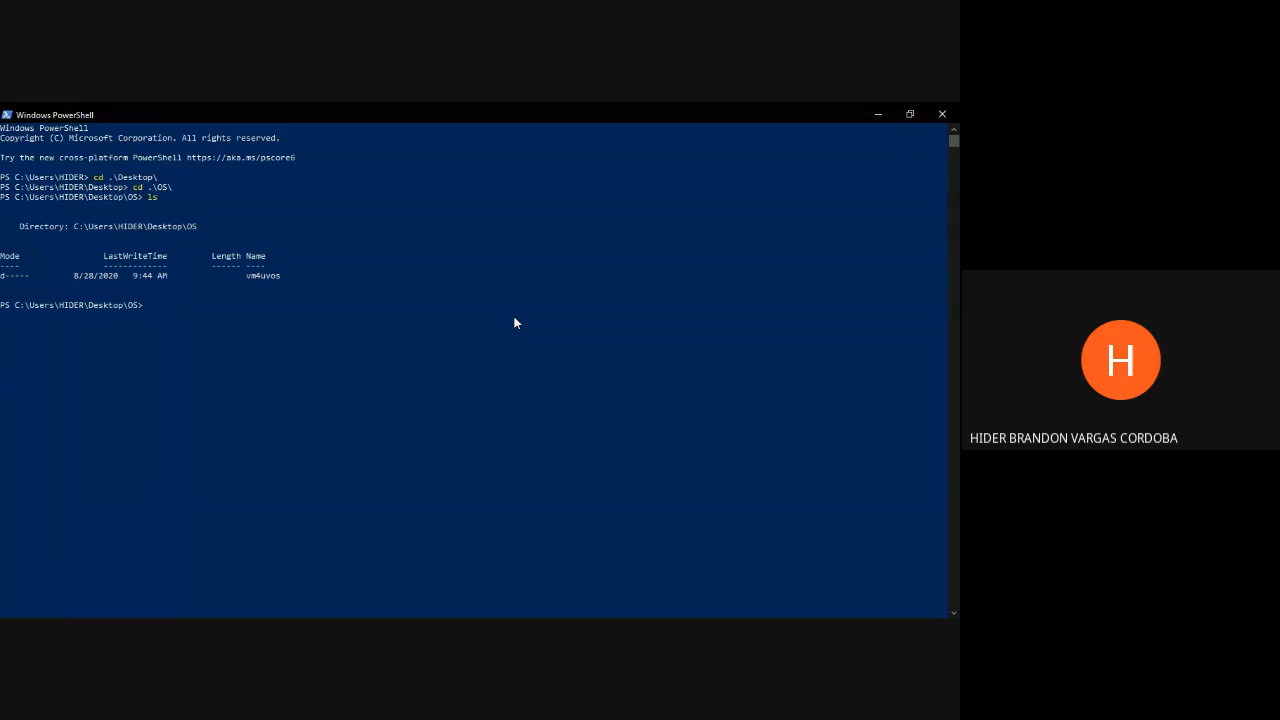 Windows PowerShell
Windows PowerShell
Copyright (C) Microsoft Corporation. All rights reserved.
Try the new cross-platform PowerShell https://aka.ms/pscore6
PS C:\Users\HIDER> cd .\Desktop\
PS C:\Users\HIDER\Desktop> cd .\OS\
PS C:\Users\HIDER\Desktop\OS> ls
Directory: C:\Users\HIDER\Desktop\OS
Mode LastWriteTime Length Name
---- ------------- ------ ----
d----- 8/28/2020 9:44 AM vm4uvos
PS C:\Users\HIDER\Desktop\OS>
H
HIDER BRANDON VARGAS CORDOBA